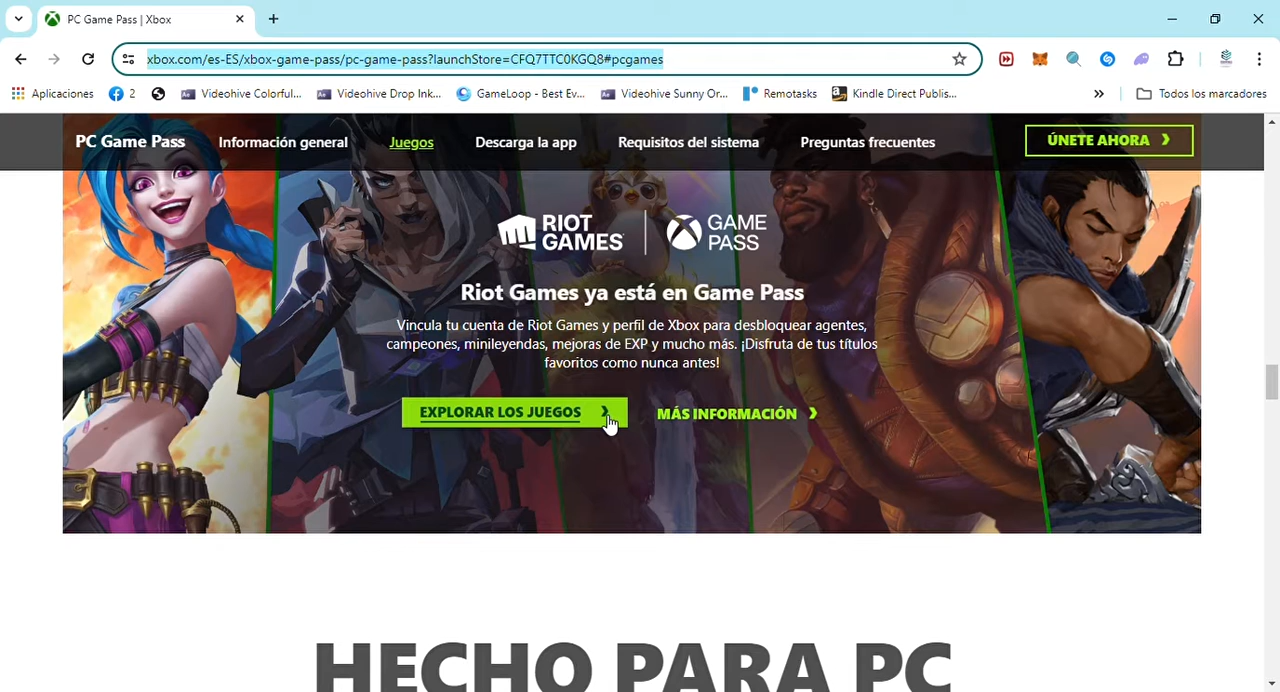 PC Game Pass | Xbox
xbox.com/es-ES/xbox-game-pass/pc-game-pass?launchStore=CFQ7TTC0KGQ8#pcgames
Aplicaciones
2
Videohive Colorful...
Videohive Drop Ink...
GameLoop - Best Ev...
Videohive Sunny Or...
Remotasks
Kindle Direct Publis...
Todos los marcadores
PC Game Pass
Información general
Juegos
Descarga la app
Requisitos del sistema
Preguntas frecuentes
ÚNETE AHORA
RIOT GAMES
GAME PASS
Riot Games ya está en Game Pass
Vincula tu cuenta de Riot Games y perfil de Xbox para desbloquear agentes,
campeones, minileyendas, mejoras de EXP y mucho más. ¡Disfruta de tus títulos
favoritos como nunca antes!
EXPLORAR LOS JUEGOS
MÁS INFORMACIÓN
HECHO PARA PC